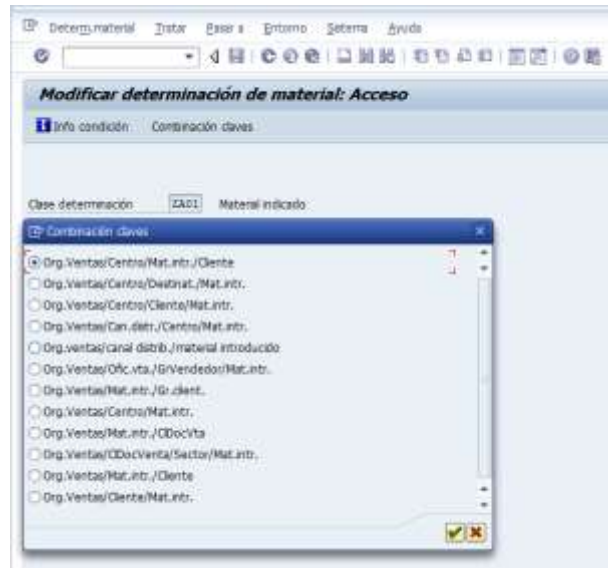 Determ.material Tratar Pasar a Entorno Sistema Ayuda
Modificar determinación de material: Acceso
Info condición Combinación claves
Clase determinación ZA01 Material indicado
Combinación claves
Org.Ventas/Centro/Mat.intr./Cliente
Org.Ventas/Centro/Destinat./Mat.intr.
Org.Ventas/Centro/Cliente/Mat.intr.
Org.Ventas/Can.distr./Centro/Mat.intr.
Org.ventas/canal distrib./material introducido
Org.Ventas/Ofic.vta./GrVendedor/Mat.intr.
Org.Ventas/Mat.intr./Gr.client.
Org.Ventas/Centro/Mat.intr.
Org.Ventas/Mat.intr./ClDocVta
Org.Ventas/ClDocVenta/Sector/Mat.intr.
Org.Ventas/Mat.intr./Cliente
Org.Ventas/Cliente/Mat.intr.